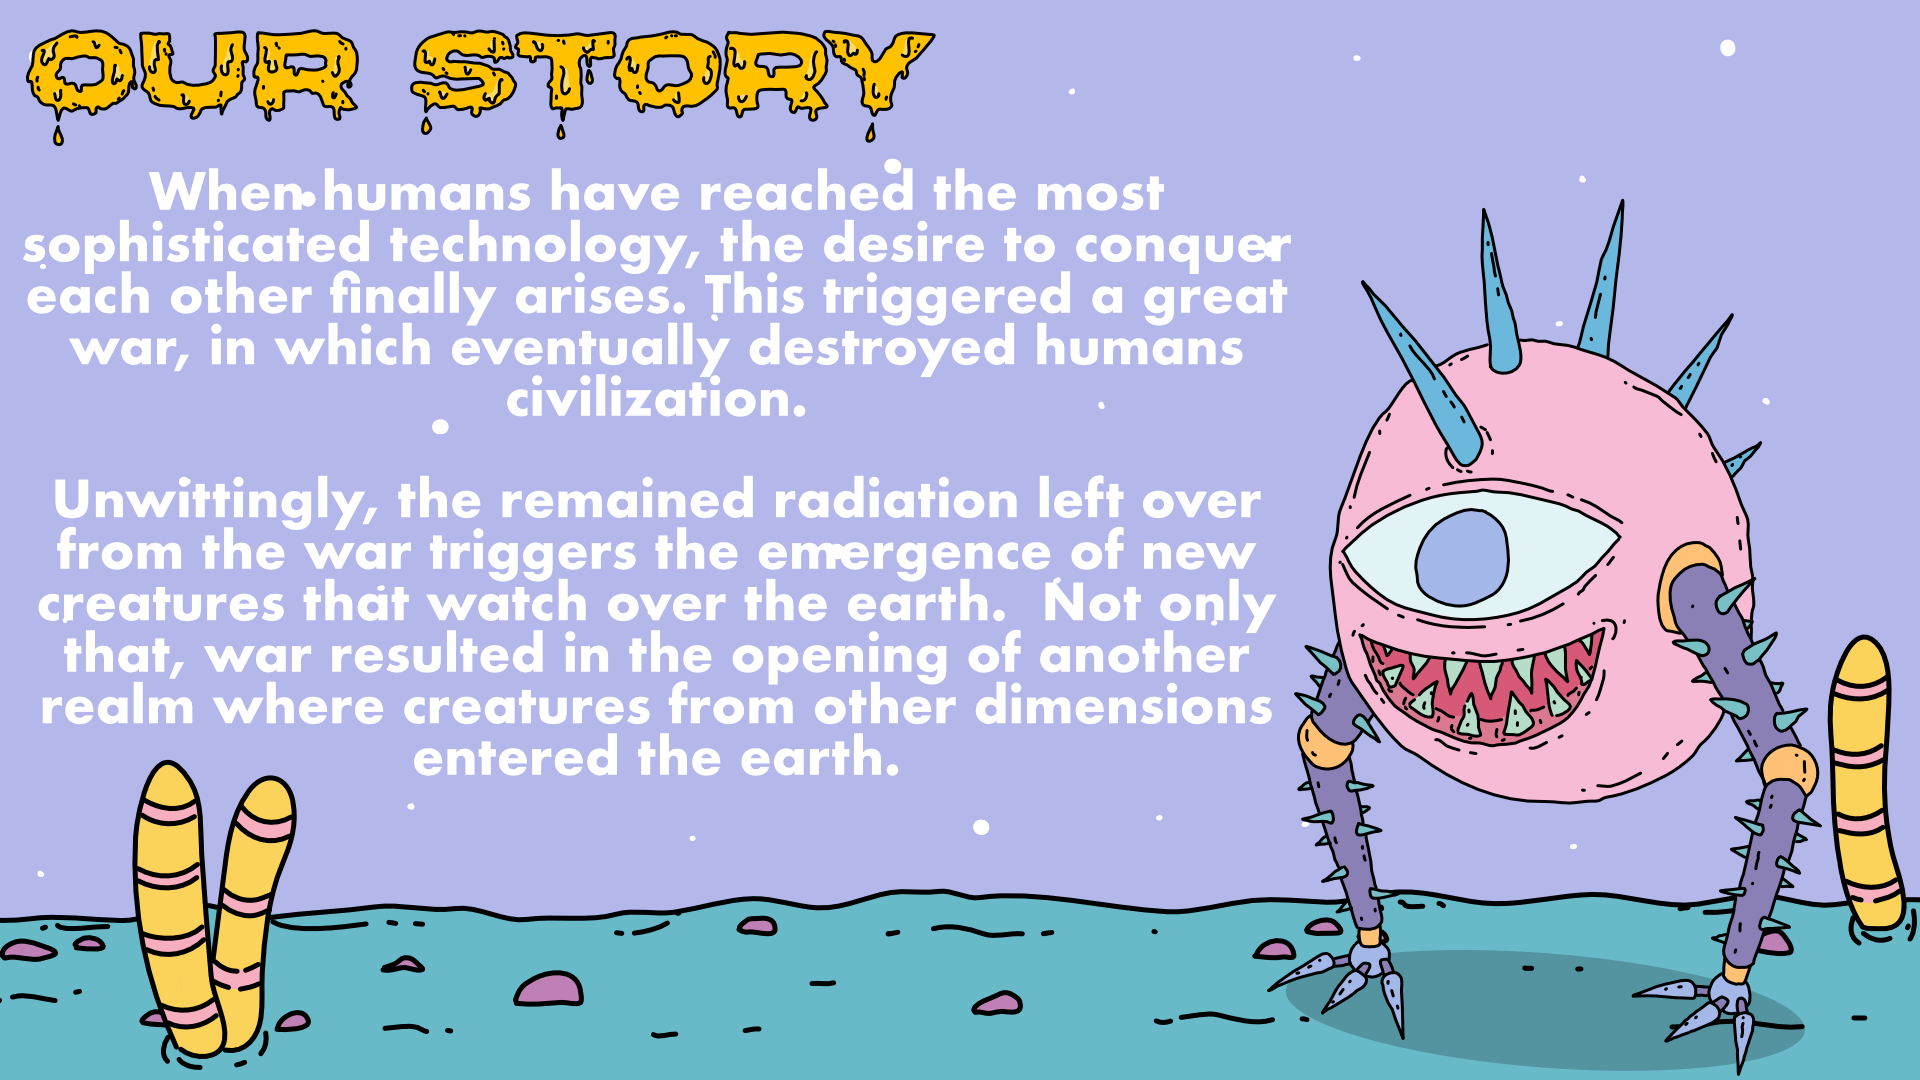 OUR STORY
When humans have reached the most
sophisticated technology, the desire to conquer
each other finally arises. This triggered a great
war, in which eventually destroyed humans
civilization.
Unwittingly, the remained radiation left over
from the war triggers the emergence of new
creatures that watch over the earth.  Not only
that, war resulted in the opening of another
realm where creatures from other dimensions
entered the earth.